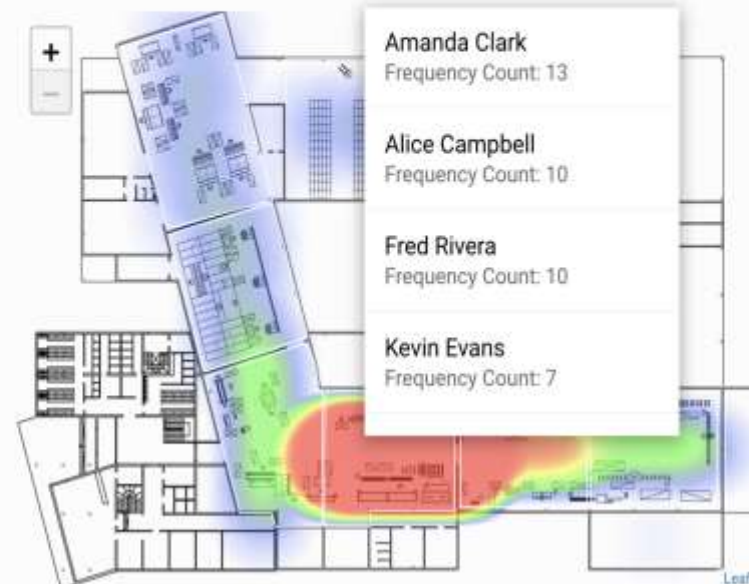 +
Amanda Clark
Frequency Count: 13
Alice Campbell
Frequency Count: 10
Fred Rivera
Frequency Count: 10
Kevin Evans
Frequency Count: 7
Leaf